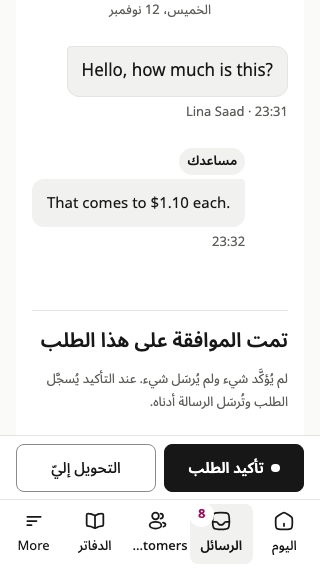 الخميس، 12 نوفمبر
Hello, how much is this?
Lina Saad · 23:31
مساعدك
That comes to $1.10 each.
23:32
تمت الموافقة على هذا الطلب
لم يُؤكَّد شيء ولم يُرسَل شيء. عند التأكيد يُسجَّل
الطلب وتُرسَل الرسالة أدناه.
تأكيد الطلب
التحويل إليّ
اليوم
الرسائل
8
...tomers
الدفاتر
More